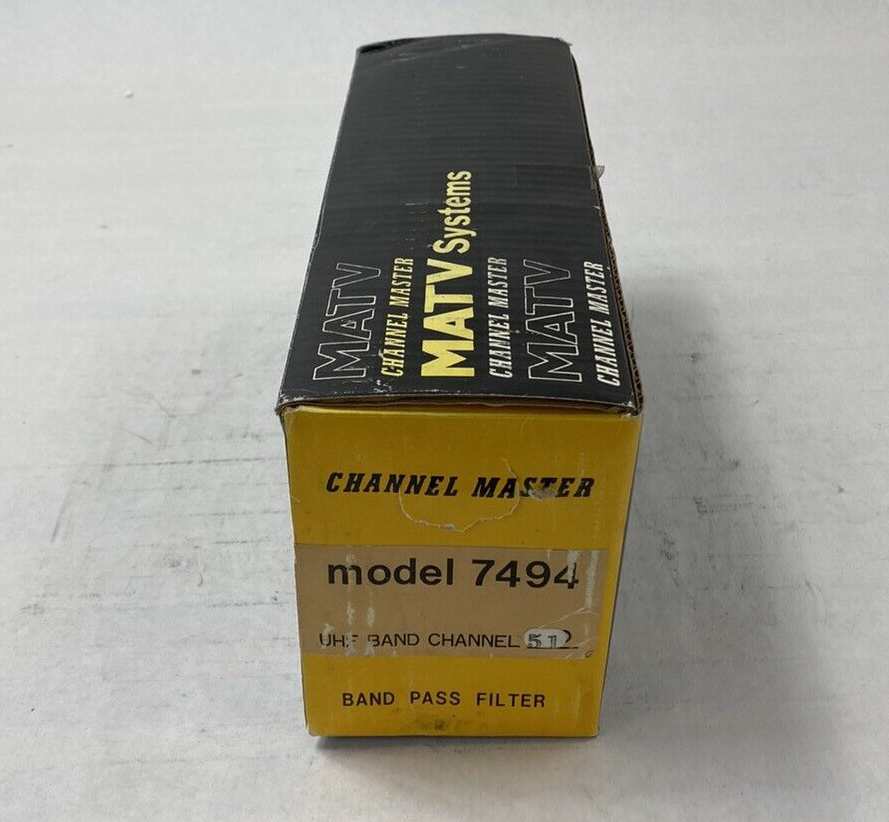 MATV
CHANNEL MASTER
MATV Systems
CHANNEL MASTER
MATV
CHANNEL MASTER
CHANNEL MASTER
model 7494
UHF BAND CHANNEL 51
BAND PASS FILTER